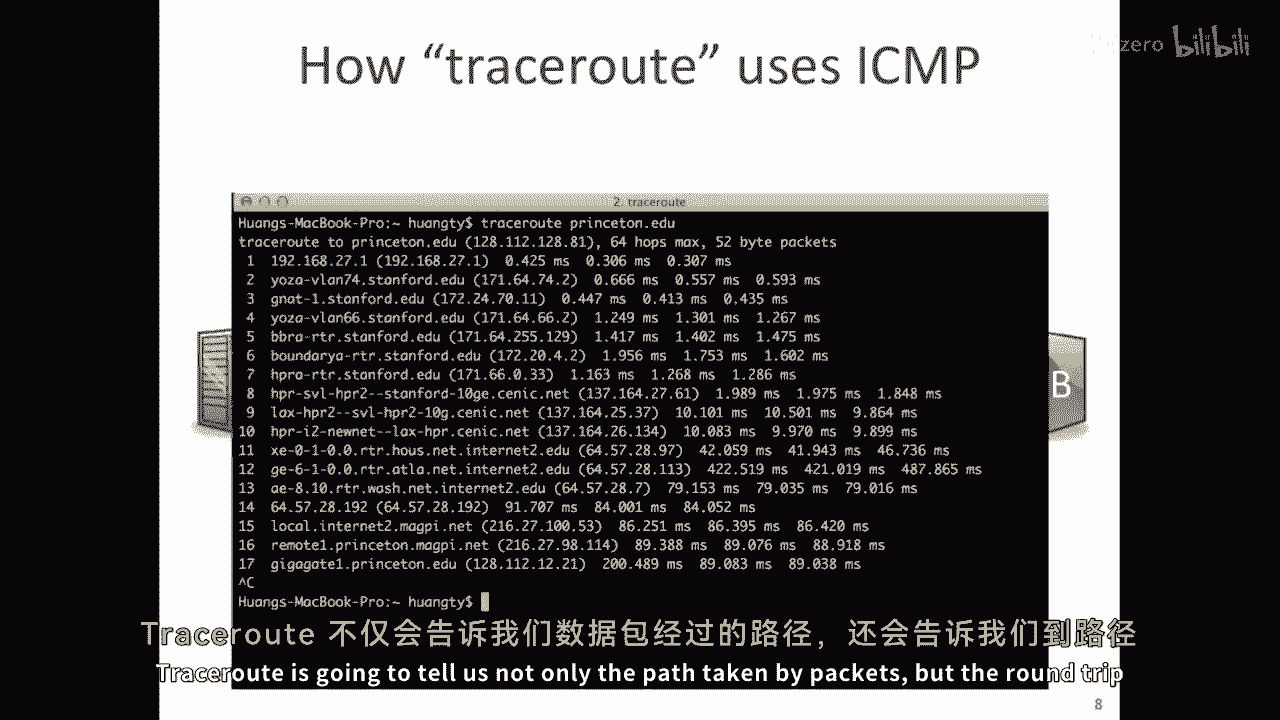 zero bilibili
How “traceroute” uses ICMP
2. traceroute
Huangs-MacBook-Pro:~ huangty$ traceroute princeton.edu
traceroute to princeton.edu (128.112.128.81), 64 hops max, 52 byte packets
1 192.168.27.1 (192.168.27.1) 0.425 ms 0.306 ms 0.307 ms
2 yoza-vlan74.stanford.edu (171.64.74.2) 0.666 ms 0.557 ms 0.593 ms
3 gnat-1.stanford.edu (172.24.70.11) 0.447 ms 0.413 ms 0.435 ms
4 yoza-vlan66.stanford.edu (171.64.66.2) 1.249 ms 1.301 ms 1.267 ms
5 bbra-rtr.stanford.edu (171.64.255.129) 1.417 ms 1.402 ms 1.475 ms
6 boundarya-rtr.stanford.edu (172.20.4.2) 1.956 ms 1.753 ms 1.602 ms
7 hpra-rtr.stanford.edu (171.66.0.33) 1.163 ms 1.268 ms 1.286 ms
8 hpr-svl-hpr2--stanford-10ge.cenic.net (137.164.27.61) 1.989 ms 1.975 ms 1.848 ms
9 lax-hpr2--svl-hpr2-10g.cenic.net (137.164.25.37) 10.101 ms 10.501 ms 9.864 ms
10 hpr-i2-newnet--lax-hpr.cenic.net (137.164.26.134) 10.083 ms 9.970 ms 9.899 ms
11 xe-0-1-0.0.rtr.hous.net.internet2.edu (64.57.28.97) 42.059 ms 41.943 ms 46.736 ms
12 ge-6-1-0.0.rtr.atla.net.internet2.edu (64.57.28.113) 422.519 ms 421.019 ms 487.865 ms
13 ae-8.10.rtr.wash.net.internet2.edu (64.57.28.7) 79.153 ms 79.035 ms 79.016 ms
14 64.57.28.192 (64.57.28.192) 91.707 ms 84.001 ms 84.052 ms
15 local.internet2.magpi.net (216.27.100.53) 86.251 ms 86.395 ms 86.420 ms
16 remote1.princeton.magpi.net (216.27.98.114) 89.388 ms 89.076 ms 88.918 ms
17 gigagate1.princeton.edu (128.112.12.21) 200.489 ms 89.083 ms 89.038 ms
^C
Huangs-MacBook-Pro:~ huangty$
B
Traceroute 不仅会告诉我们数据包经过的路径，还会告诉我们到路径
Traceroute is going to tell us not only the path taken by packets, but the round trip
8